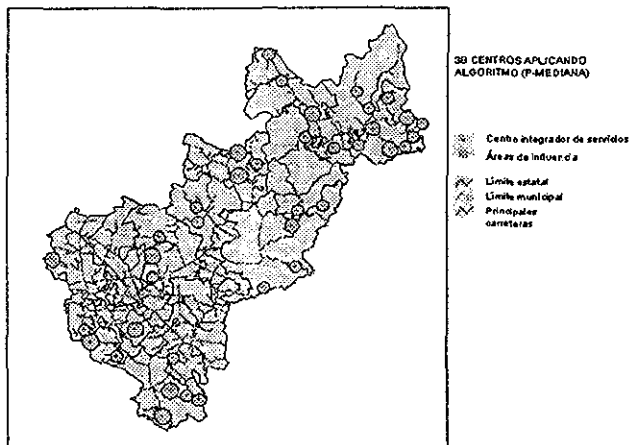 38 CENTROS APLICANDO
ALGORITMO (P-MEDIANA)
Centro integrador de servicios
Áreas de influencia
Límite estatal
Límite municipal
Principales
carreteras